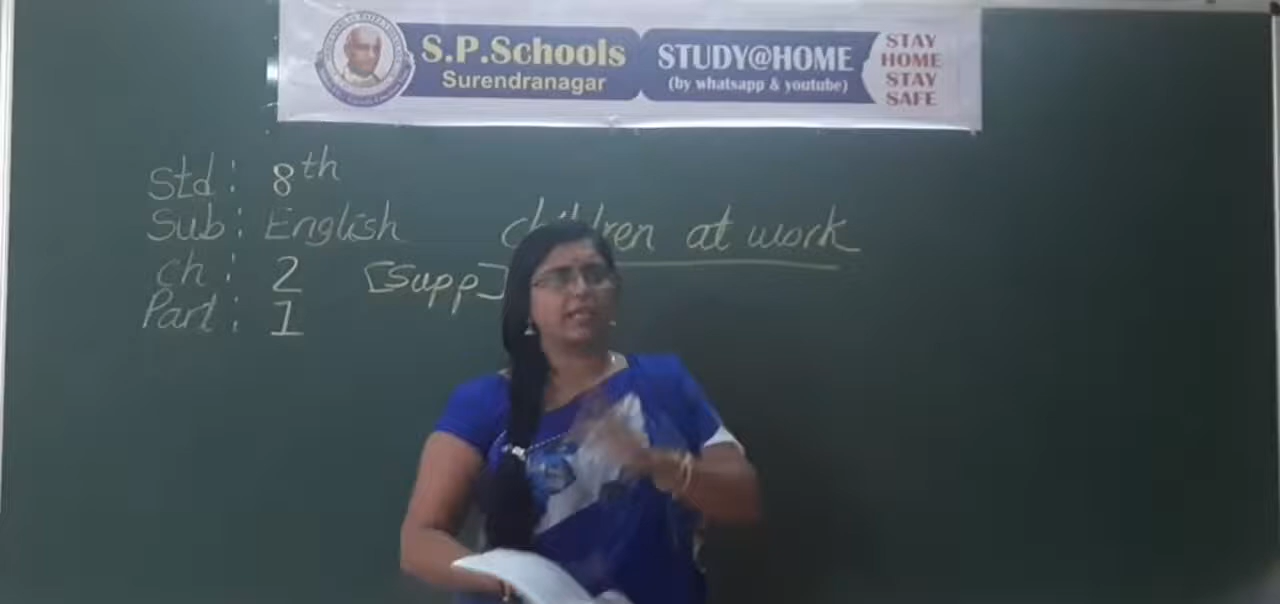 S.P.Schools
Surendranagar
STUDY@HOME
(by whatsapp & youtube)
STAY
HOME
STAY
SAFE
Std: 8th
Sub: English
children at work
ch: 2 [Supp]
Part: 1